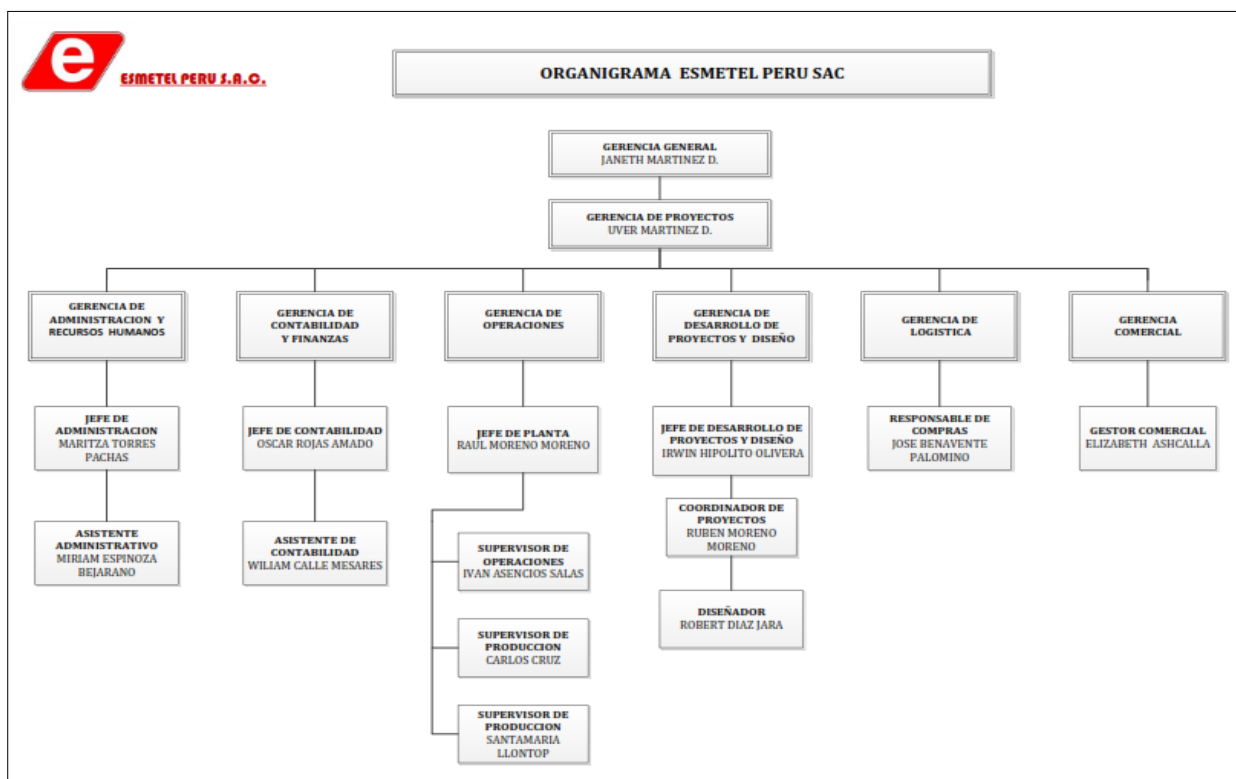 e
ESMETEL PERU S.A.C.
ORGANIGRAMA ESMETEL PERU SAC
GERENCIA GENERAL
JANETH MARTINEZ D.
GERENCIA DE PROYECTOS
UVER MARTINEZ D.
GERENCIA DE
ADMINISTRACION Y
RECURSOS HUMANOS
GERENCIA DE
CONTABILIDAD
Y FINANZAS
GERENCIA DE
OPERACIONES
GERENCIA DE
DESARROLLO DE
PROYECTOS Y DISEÑO
GERENCIA DE
LOGISTICA
GERENCIA
COMERCIAL
JEFE DE
ADMINISTRACION
MARITZA TORRES
PACHAS
JEFE DE CONTABILIDAD
OSCAR ROJAS AMADO
JEFE DE PLANTA
RAUL MORENO MORENO
JEFE DE DESARROLLO DE
PROYECTOS Y DISEÑO
IRWIN HIPOLITO OLIVERA
RESPONSABLE DE
COMPRAS
JOSE BENAVENTE
PALOMINO
GESTOR COMERCIAL
ELIZABETH ASHCALLA
ASISTENTE
ADMINISTRATIVO
MIRIAM ESPINOZA
BEJARANO
ASISTENTE DE
CONTABILIDAD
WILIAM CALLE MESARES
SUPERVISOR DE
OPERACIONES
IVAN ASENCIOS SALAS
SUPERVISOR DE
PRODUCCION
CARLOS CRUZ
SUPERVISOR DE
PRODUCCION
SANTAMARIA
LLONTOP
COORDINADOR DE
PROYECTOS
RUBEN MORENO
MORENO
DISEÑADOR
ROBERT DIAZ JARA